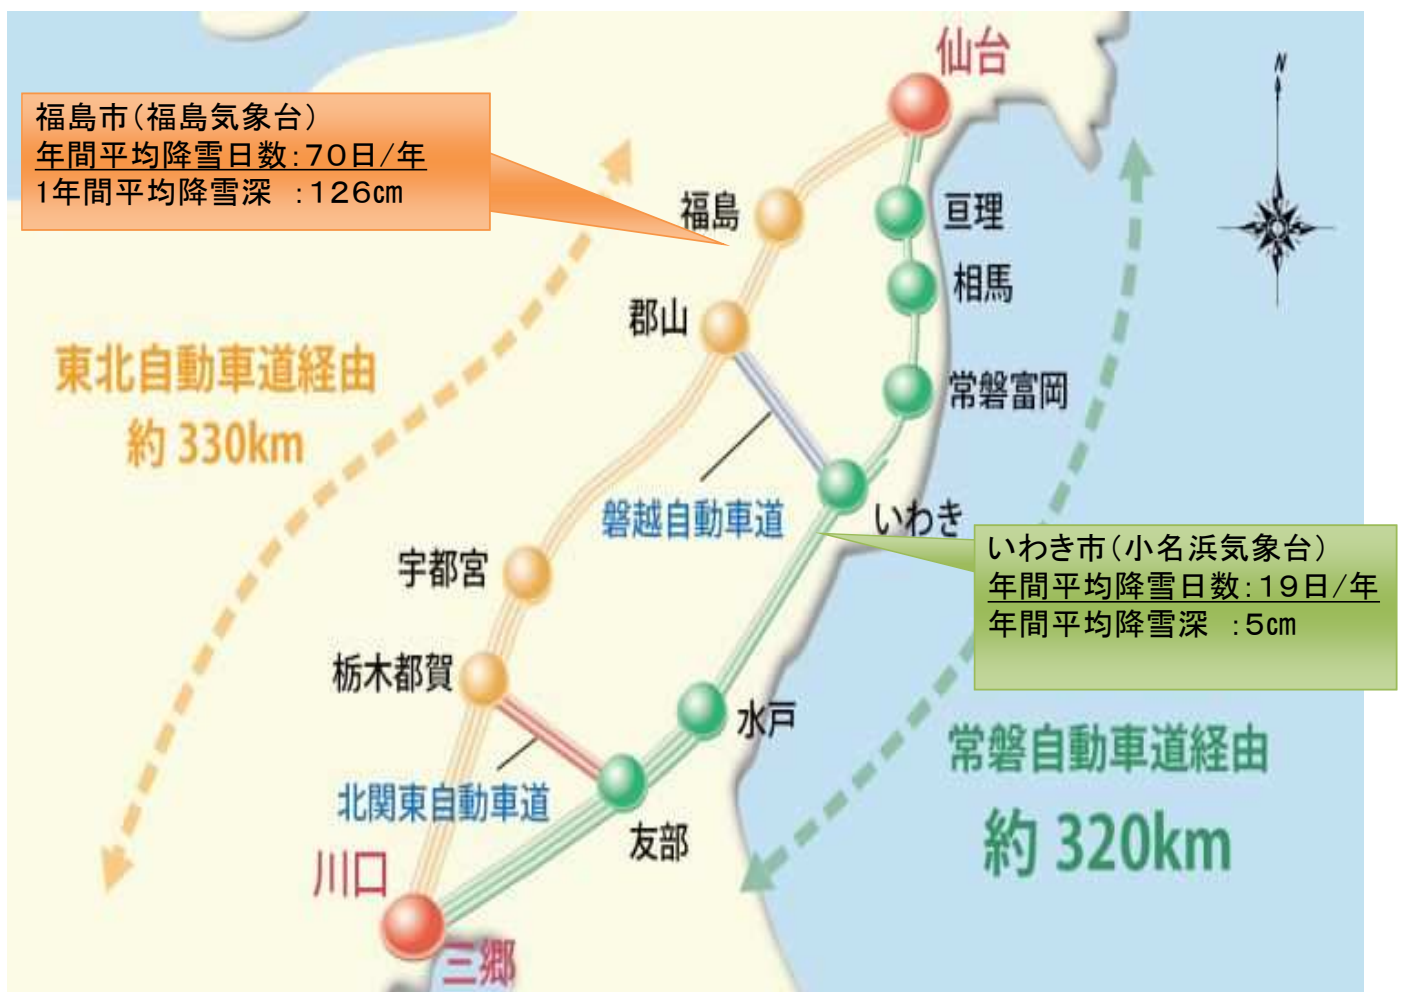 仙台
N
福島市（福島気象台）
年間平均降雪日数：７０日/年
1年間平均降雪深　：１２６㎝
福島
亘理
相馬
郡山
東北自動車道経由
約 330km
常磐富岡
磐越自動車道
いわき
いわき市（小名浜気象台）
年間平均降雪日数：１９日/年
年間平均降雪深　：５㎝
宇都宮
栃木都賀
水戸
常磐自動車道経由
約 320km
北関東自動車道
友部
川口
三郷